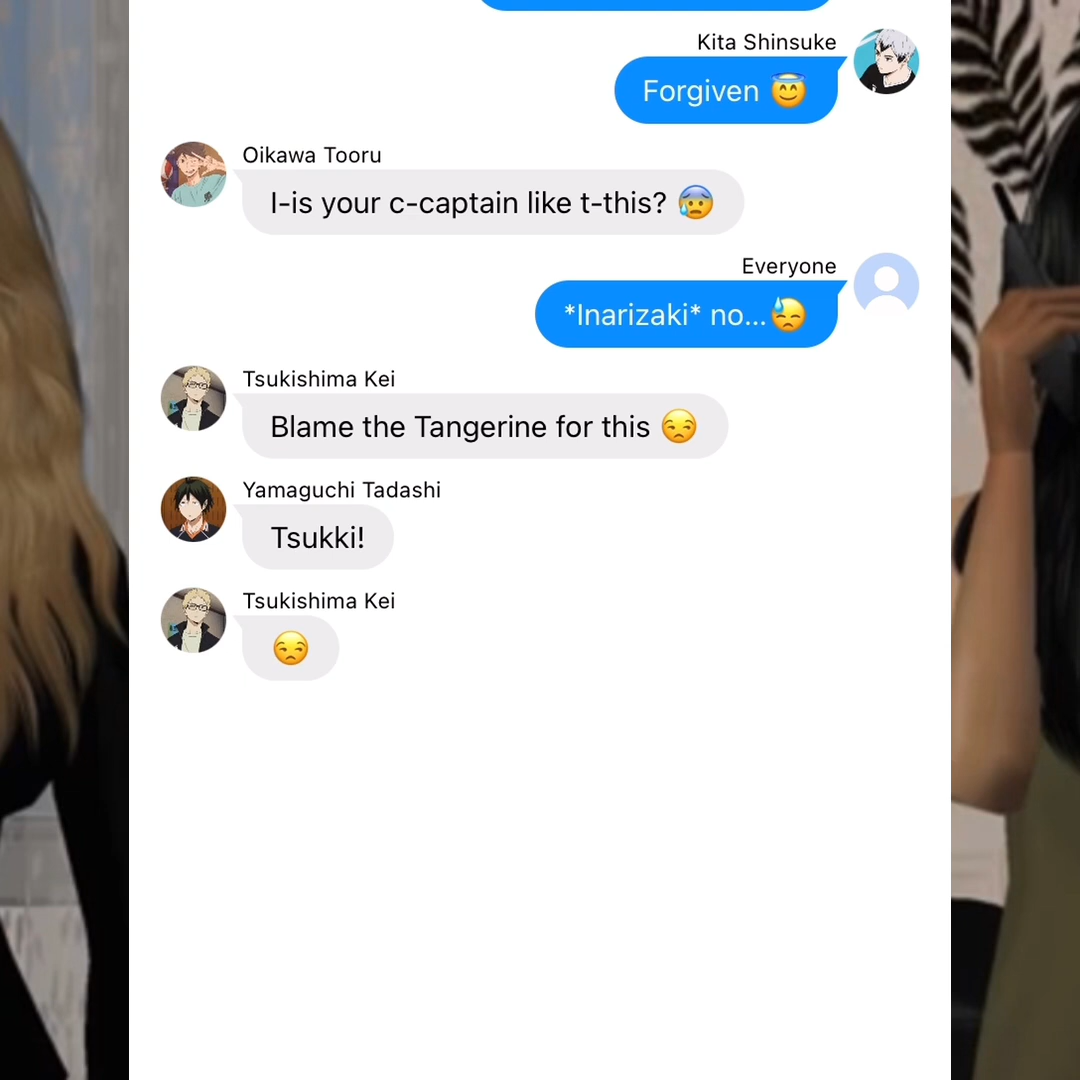 Kita Shinsuke
Forgiven 😇
Oikawa Tooru
I-is your c-captain like t-this? 😰
Everyone
*Inarizaki* no...😓
Tsukishima Kei
Blame the Tangerine for this 😒
Yamaguchi Tadashi
Tsukki!
Tsukishima Kei
😒